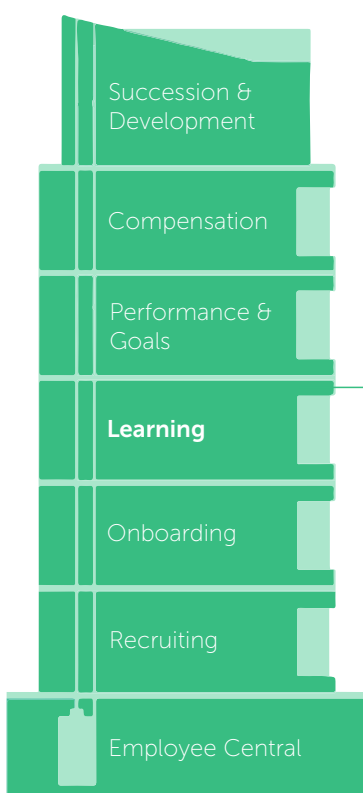 Succession &
Development
Compensation
Performance &
Goals
Learning
Onboarding
Recruiting
Employee Central